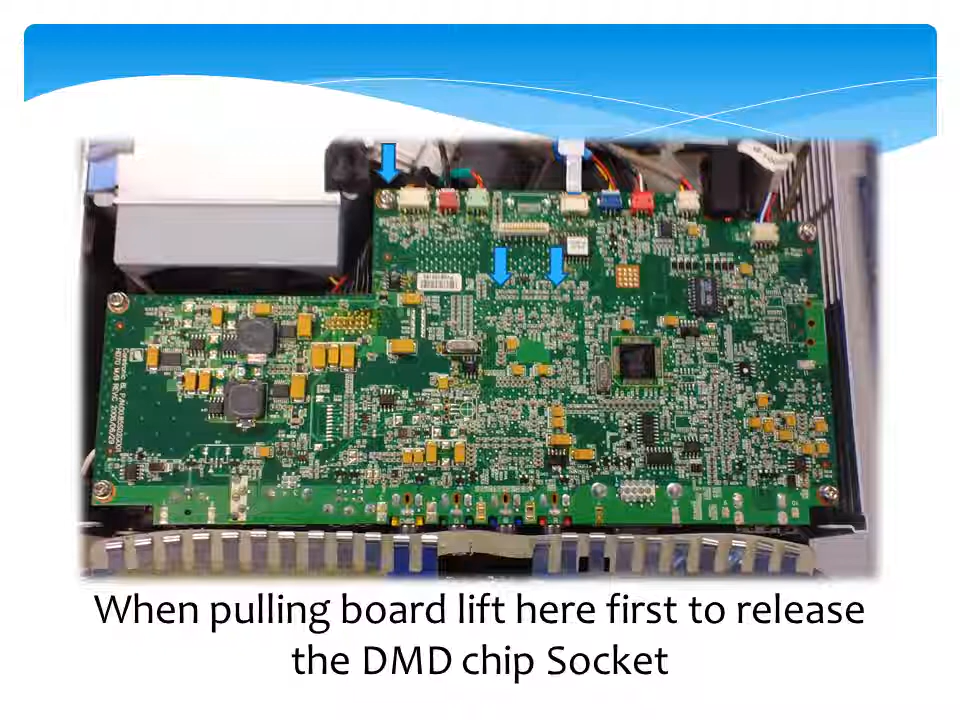 When pulling board lift here first to release
the DMD chip Socket